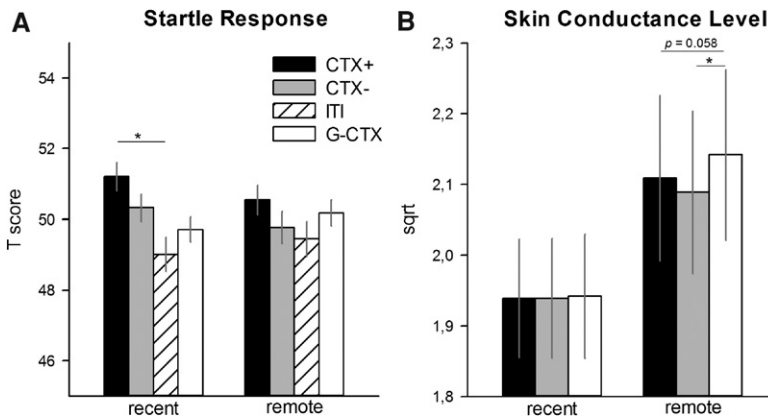 A Startle Response
54
52
50
48
46
T score
*
CTX+
CTX-
ITI
G-CTX
recent remote
B Skin Conductance Level
2,3
2,2
2,1
2,0
1,9
1,8
sqrt
p = 0.058
*
recent remote